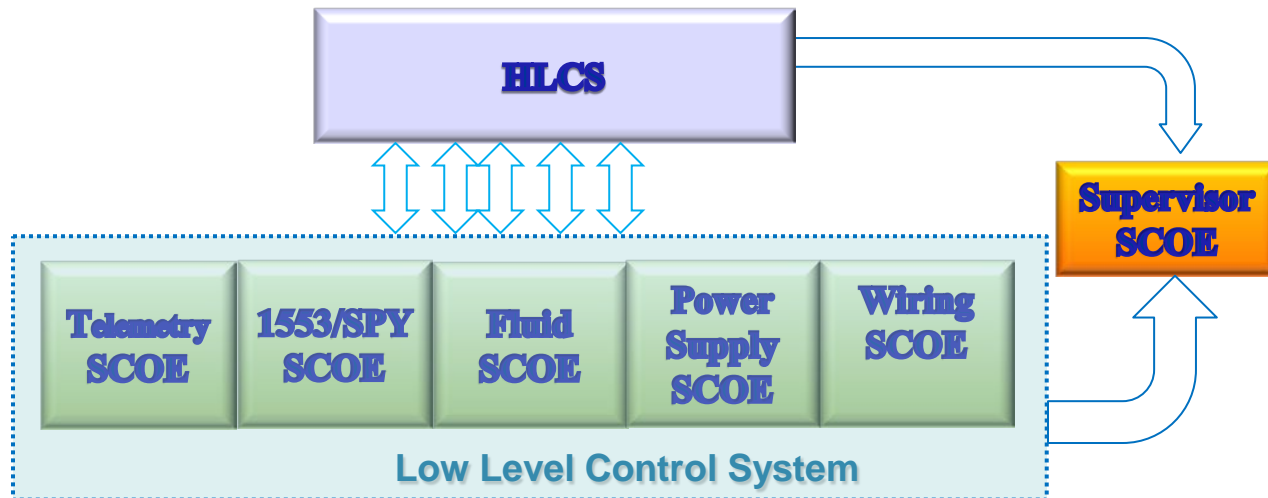 HLCS
Supervisor
SCOE
Telemetry
SCOE
1553/SPY
SCOE
Fluid
SCOE
Power
Supply
SCOE
Wiring
SCOE
Low Level Control System